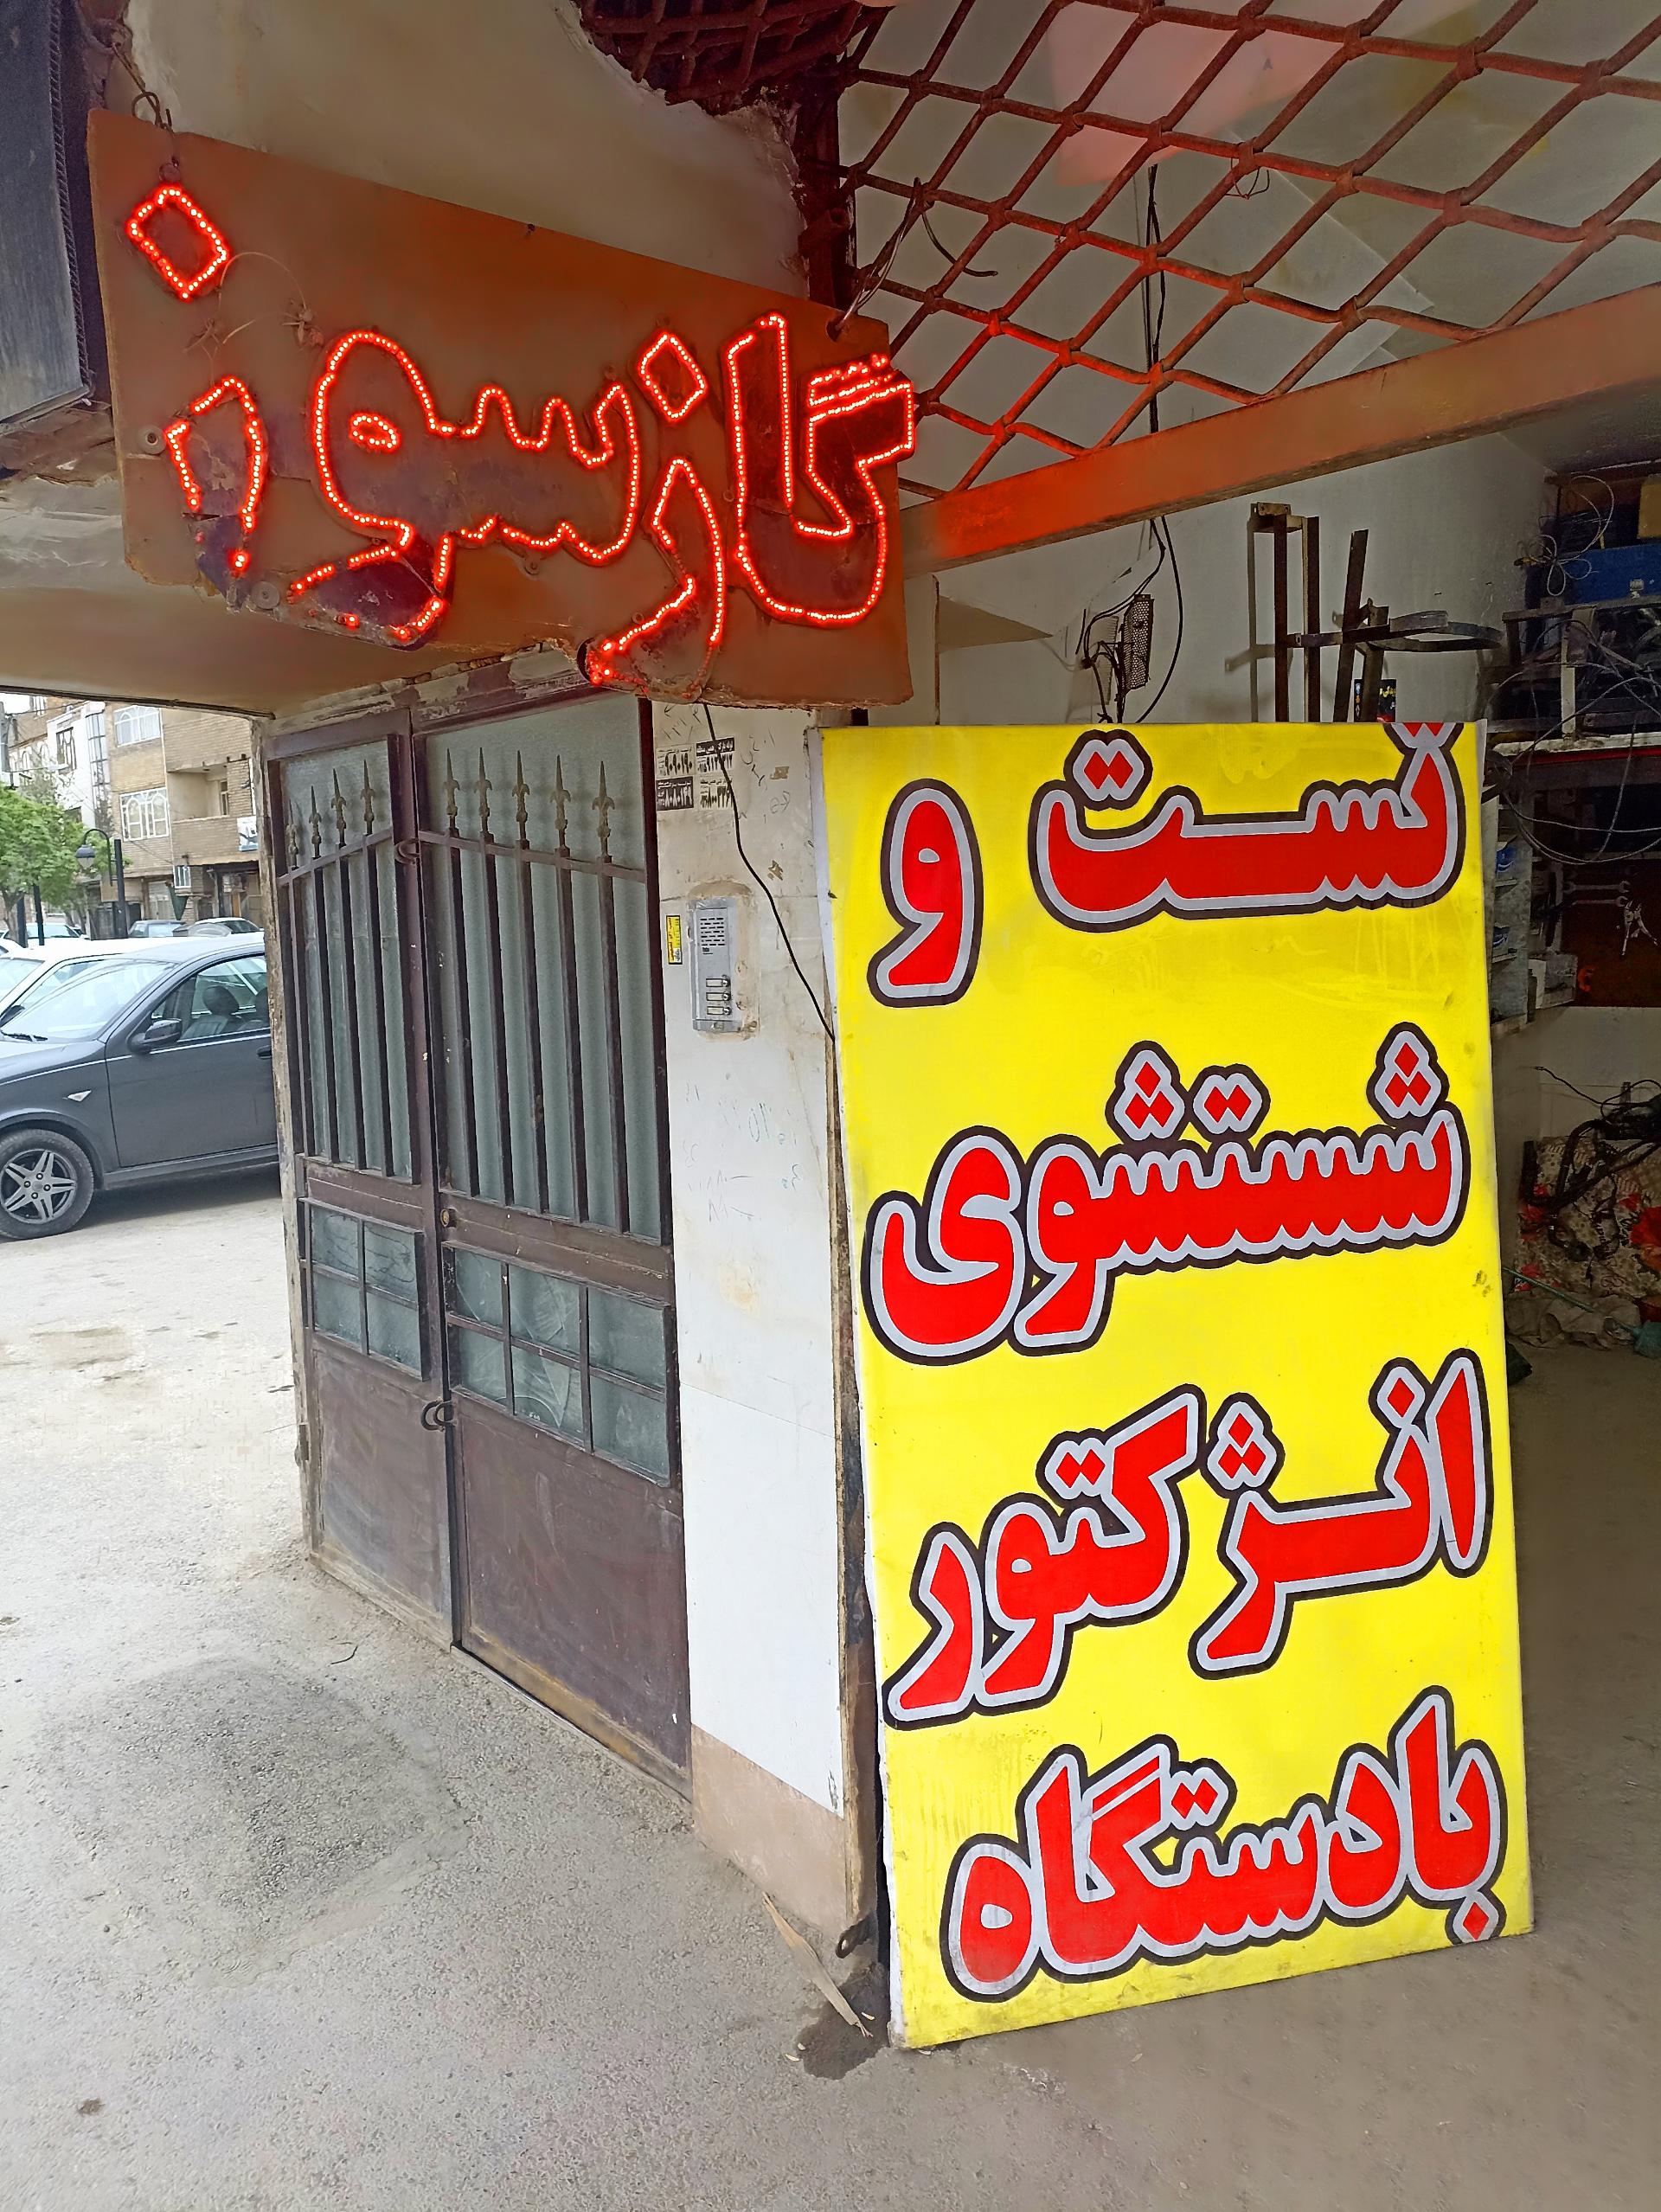 گازسوز
تست و
شستشوی
انژکتور
بادستگاه